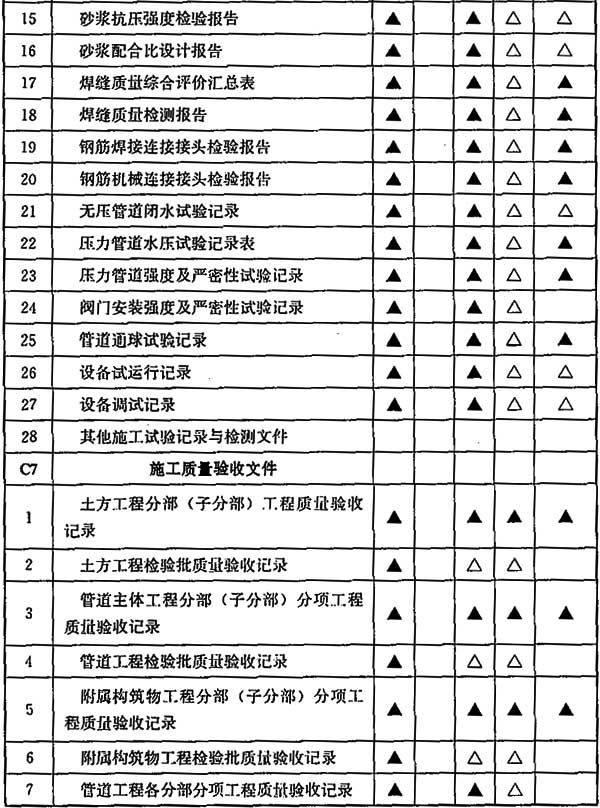 15 砂浆抗压强度检验报告 ▲ ▲ △ △
16 砂浆配合比设计报告 ▲ ▲ △ △
17 焊缝质量综合评价汇总表 ▲ ▲ △ ▲
18 焊缝质量检测报告 ▲ ▲ △ ▲
19 钢筋焊接连接接头检验报告 ▲ ▲ △ ▲
20 钢筋机械连接接头检验报告 ▲ ▲ △ ▲
21 无压管道闭水试验记录 ▲ ▲ △ △
22 压力管道水压试验记录表 ▲ ▲ △ ▲
23 压力管道强度及严密性试验记录 ▲ ▲ △ ▲
24 阀门安装强度及严密性试验记录 ▲ ▲ △
25 管道通球试验记录 ▲ ▲ △ ▲
26 设备试运行记录 ▲ ▲ △ △
27 设备调试记录 ▲ ▲ △ △
28 其他施工试验记录与检测文件
C7 施工质量验收文件
1 土方工程分部（子分部）工程质量验收
记录 ▲ ▲ ▲ ▲
2 土方工程检验批质量验收记录 ▲ △ △
3 管道主体工程分部（子分部）分项工程
质量验收记录 ▲ ▲ ▲ ▲
4 管道工程检验批质量验收记录 ▲ △ △
5 附属构筑物工程分部（子分部）分项工
程质量验收记录 ▲ ▲ ▲ ▲
6 附属构筑物工程检验批质量验收记录 ▲ △ △
7 管道工程各分部分项工程质量验收记录 ▲ ▲ △